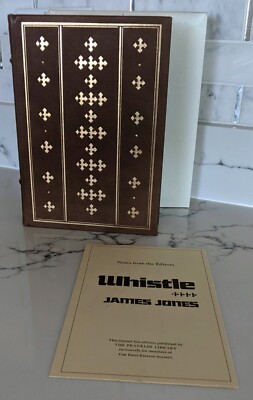 Notes from the Editors
Whistle
JAMES JONES
This limited first edition published by
THE FRANKLIN LIBRARY
exclusively for members of
THE FIRST EDITION SOCIETY